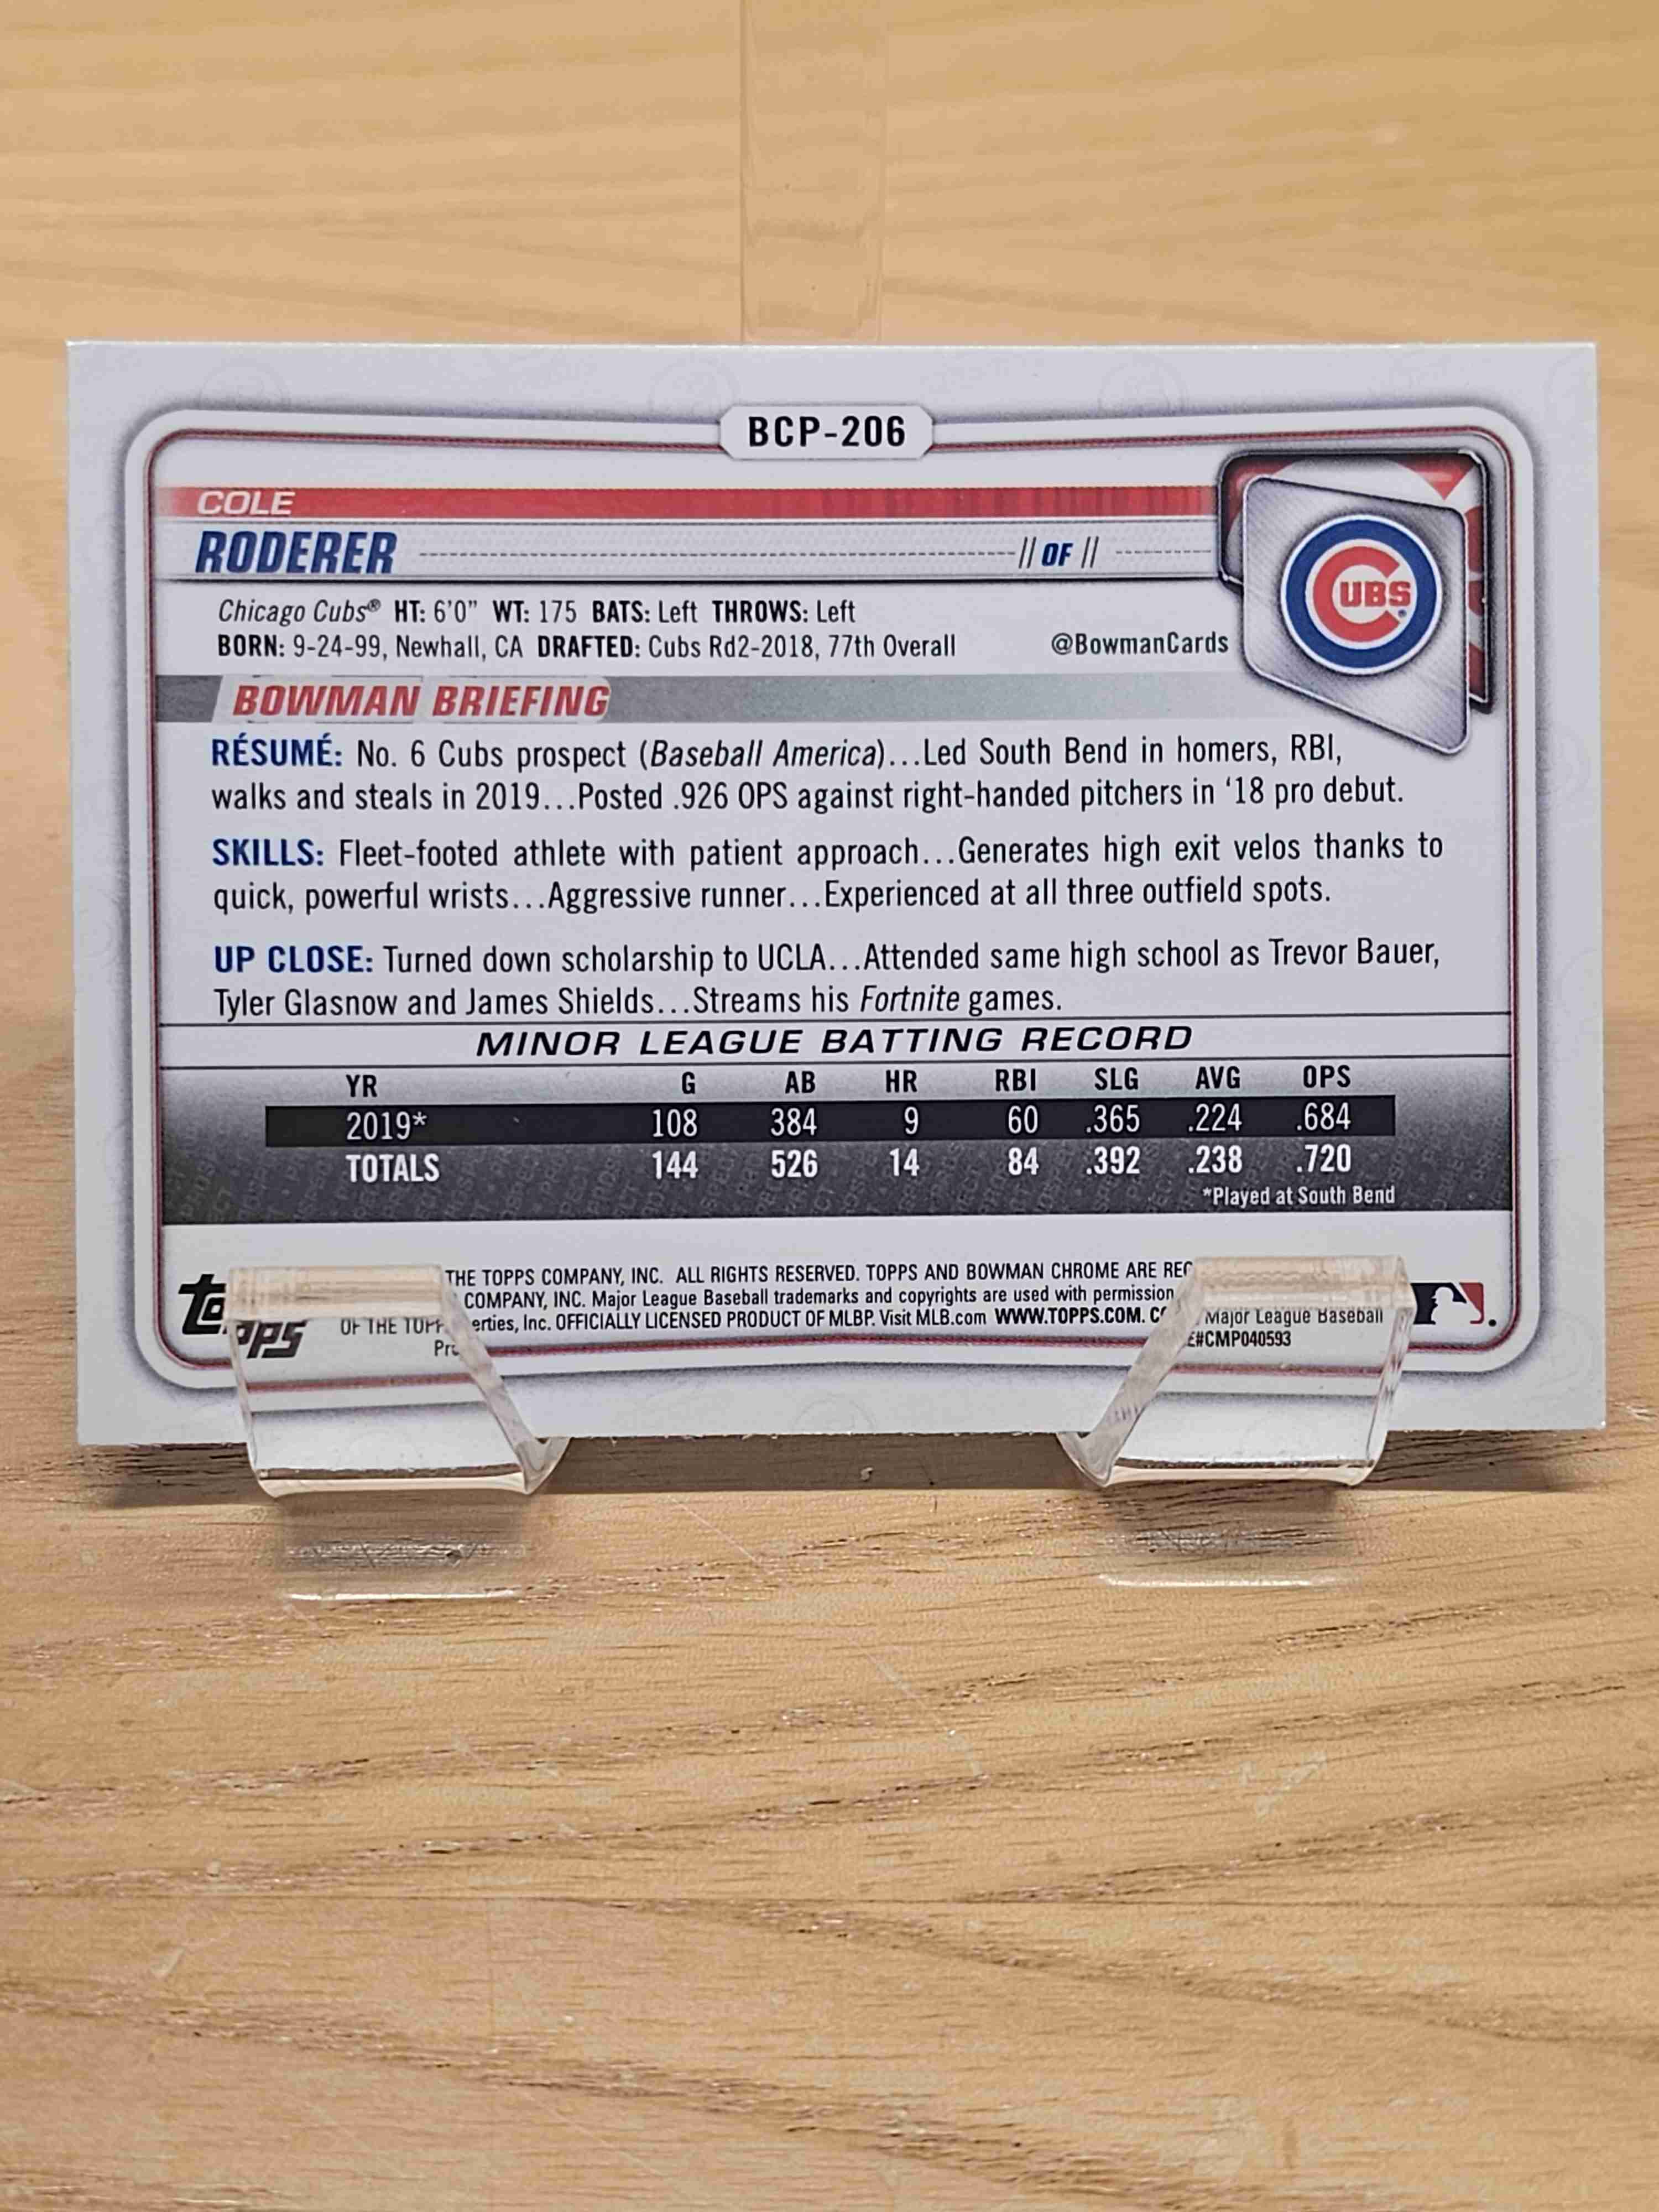 BCP-206
COLE
RODERER // OF //
CUBS
Chicago Cubs® HT: 6'0" WT: 175 BATS: Left THROWS: Left
BORN: 9-24-99, Newhall, CA DRAFTED: Cubs Rd2-2018, 77th Overall @BowmanCards
BOWMAN BRIEFING
RÉSUMÉ: No. 6 Cubs prospect (Baseball America)...Led South Bend in homers, RBI,
walks and steals in 2019...Posted .926 OPS against right-handed pitchers in ‘18 pro debut.
SKILLS: Fleet-footed athlete with patient approach...Generates high exit velos thanks to
quick, powerful wrists...Aggressive runner...Experienced at all three outfield spots.
UP CLOSE: Turned down scholarship to UCLA...Attended same high school as Trevor Bauer,
Tyler Glasnow and James Shields...Streams his Fortnite games.
MINOR LEAGUE BATTING RECORD
YR G AB HR RBI SLG AVG OPS
2019* 108 384 9 60 .365 .224 .684
TOTALS 144 526 14 84 .392 .238 .720
*Played at South Bend
topps
THE TOPPS COMPANY, INC. ALL RIGHTS RESERVED. TOPPS AND BOWMAN CHROME ARE
OF THE COMPANY, INC. Major League Baseball trademarks and copyrights are used with permission Major League Baseball
INC. OFFICIALLY LICENSED PRODUCT OF MLBP. Visit MLB.com WWW.TOPPS.COM. #CMP040593